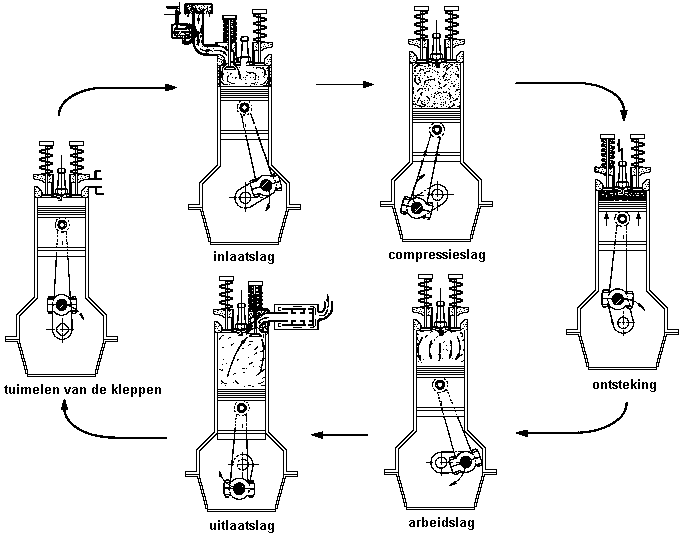 inlaatslag
compressieslag
tuimelen van de kleppen
ontsteking
uitlaatslag
arbeidslag